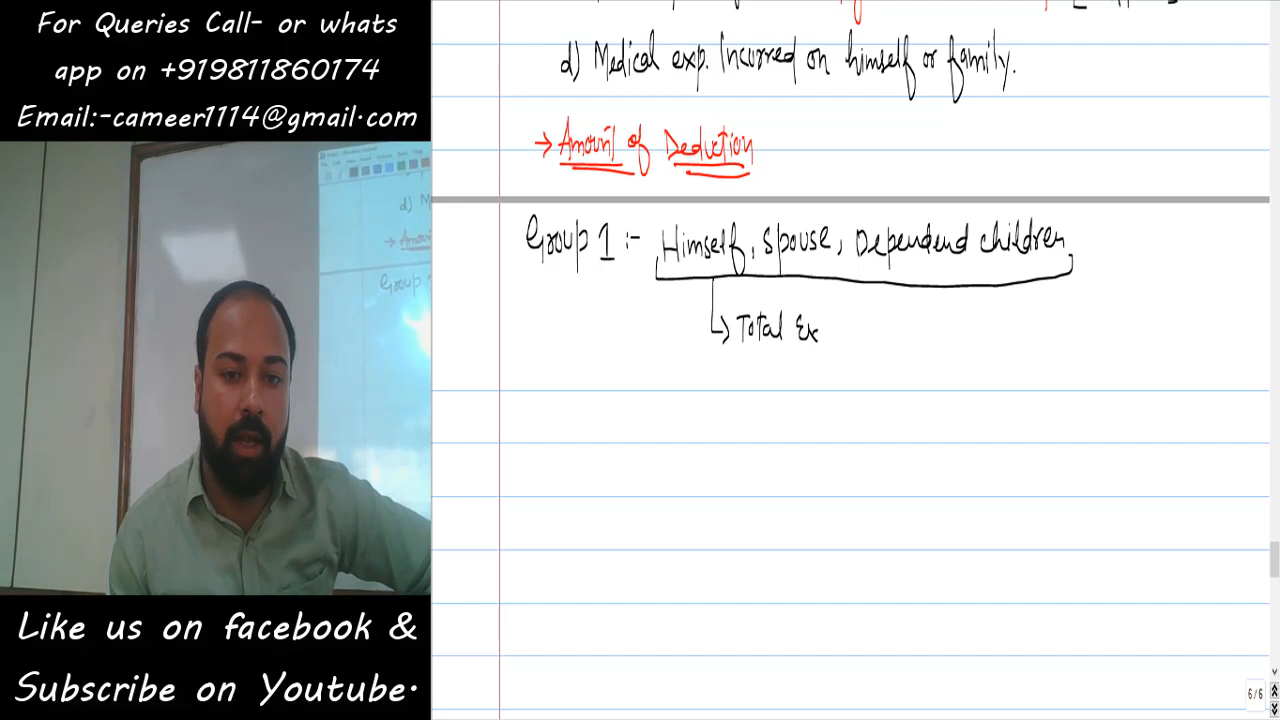 For Queries Call- or whats
app on +919811860174
Email:-cameer1114@gmail.com
Like us on facebook &
Subscribe on Youtube.
d) Medical exp. Incurred on himself or family.
→ Amount of Deduction
Group 1 :- Himself, Spouse, Dependend children
→ Total Ex
6/6